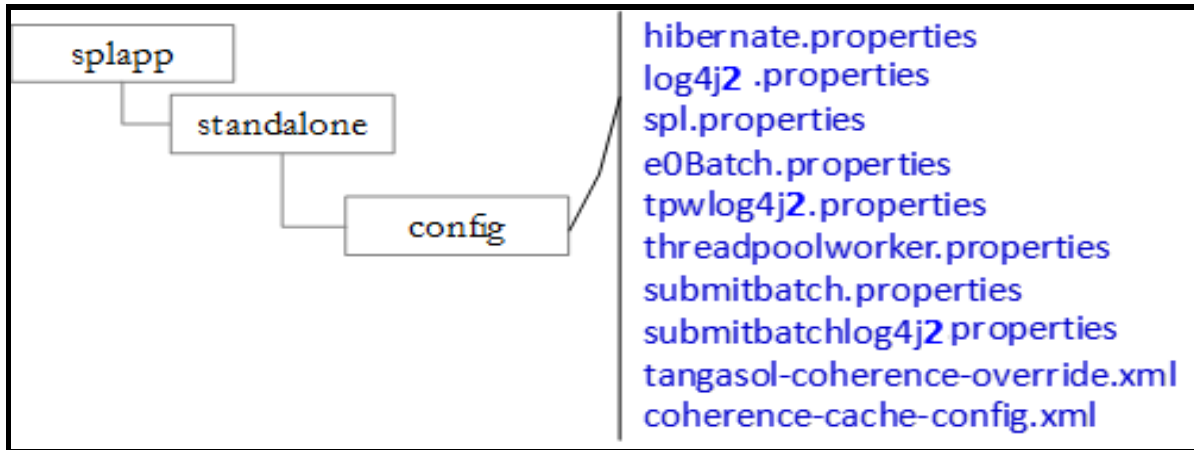 splapp
standalone
config
hibernate.properties
log4j2 .properties
spl.properties
e0Batch.properties
tpwlog4j2.properties
threadpoolworker.properties
submitbatch.properties
submitbatchlog4j2 properties
tangasol-coherence-override.xml
coherence-cache-config.xml